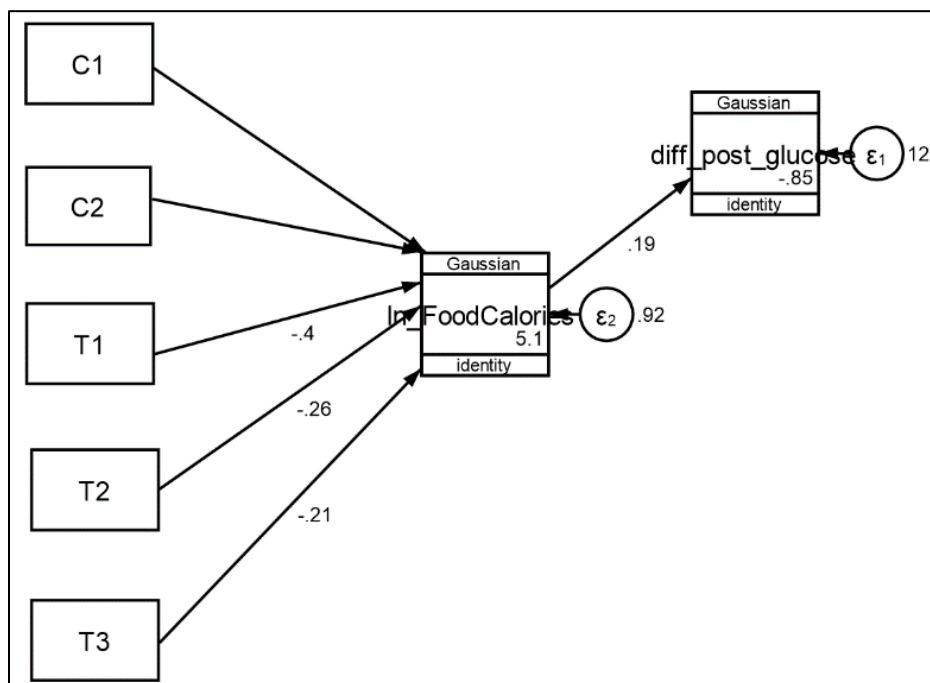 C1
C2
T1
T2
T3
-.4
-.26
-.21
Gaussian
ln_FoodCalories
5.1
identity
ε2
.92
.19
Gaussian
diff_post_glucose
-.85
identity
ε1
12